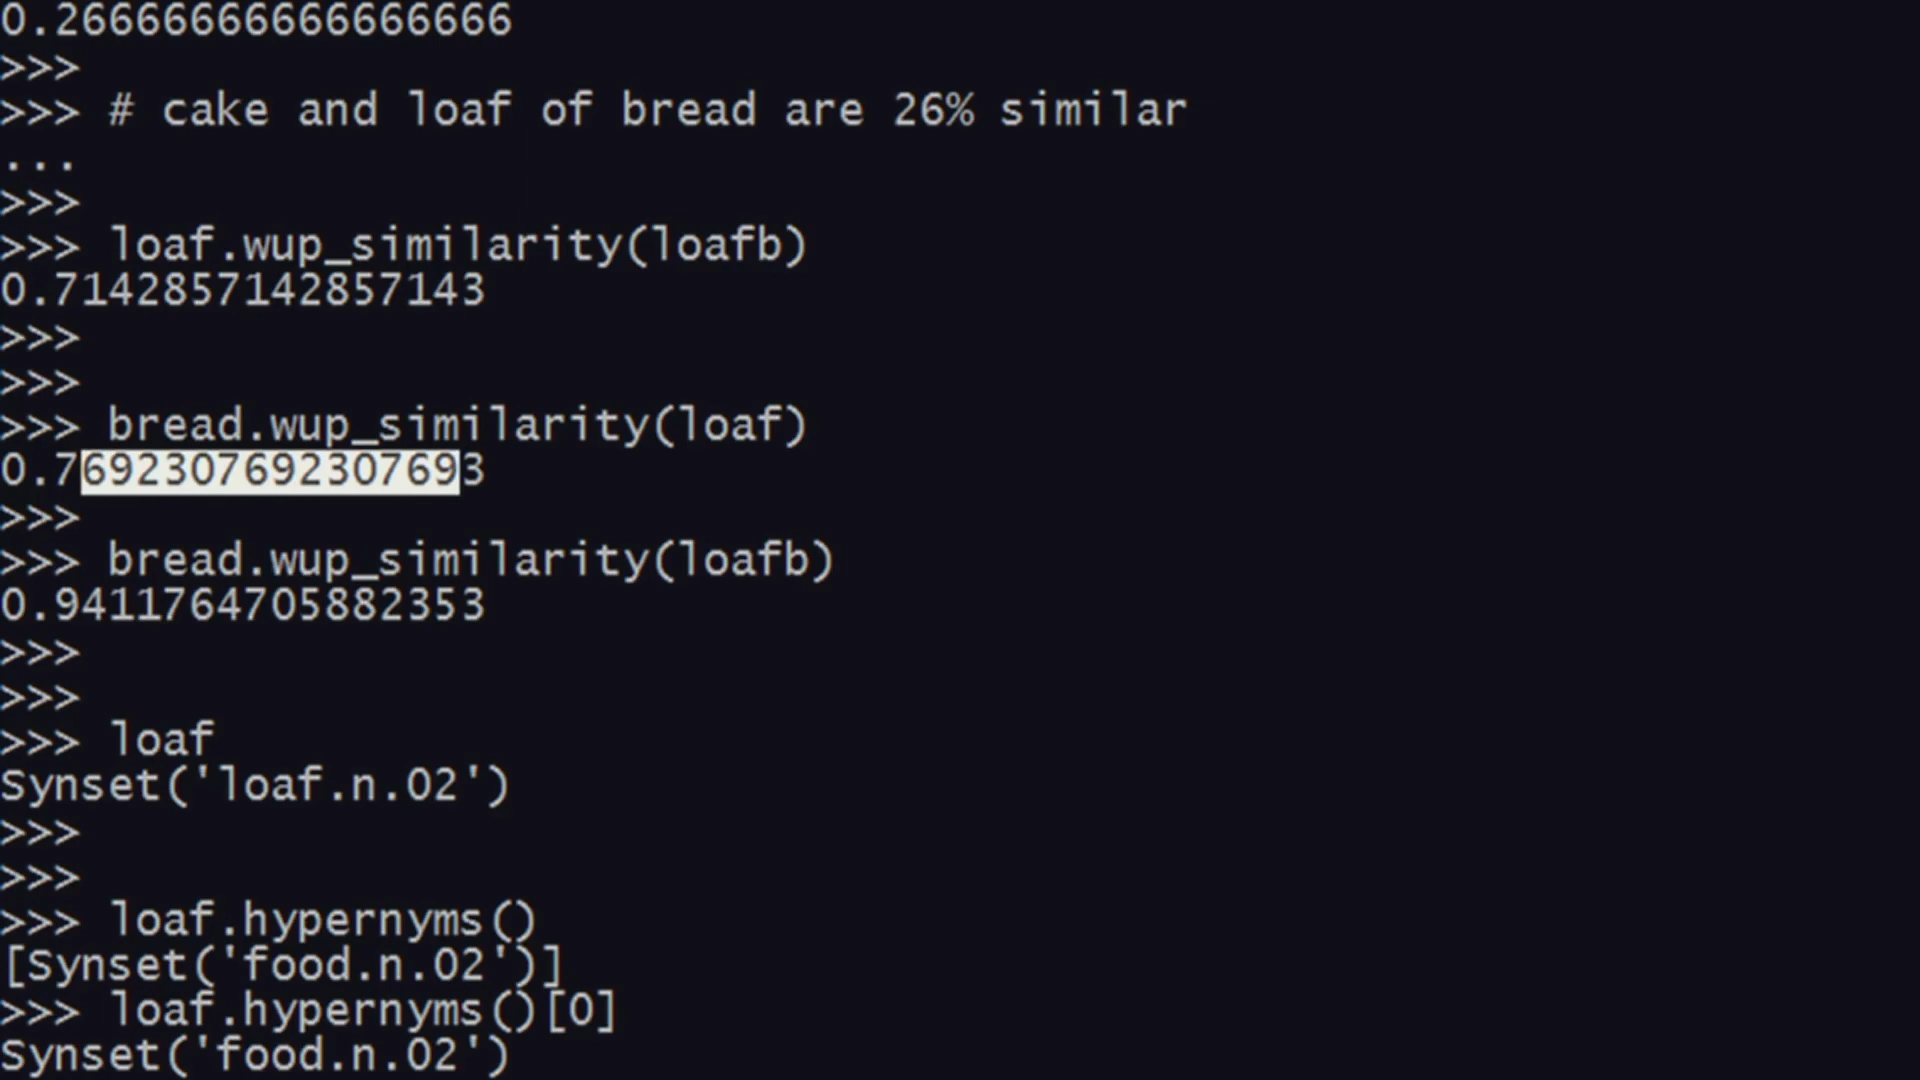 0.26666666666666666
>>>
>>> # cake and loaf of bread are 26% similar
...
>>>
>>> loaf.wup_similarity(loafb)
0.7142857142857143
>>>
>>>
>>> bread.wup_similarity(loaf)
0.7692307692307693
>>>
>>> bread.wup_similarity(loafb)
0.9411764705882353
>>>
>>>
>>> loaf
Synset('loaf.n.02')
>>>
>>>
>>> loaf.hypernyms()
[Synset('food.n.02')]
>>> loaf.hypernyms()[0]
Synset('food.n.02')